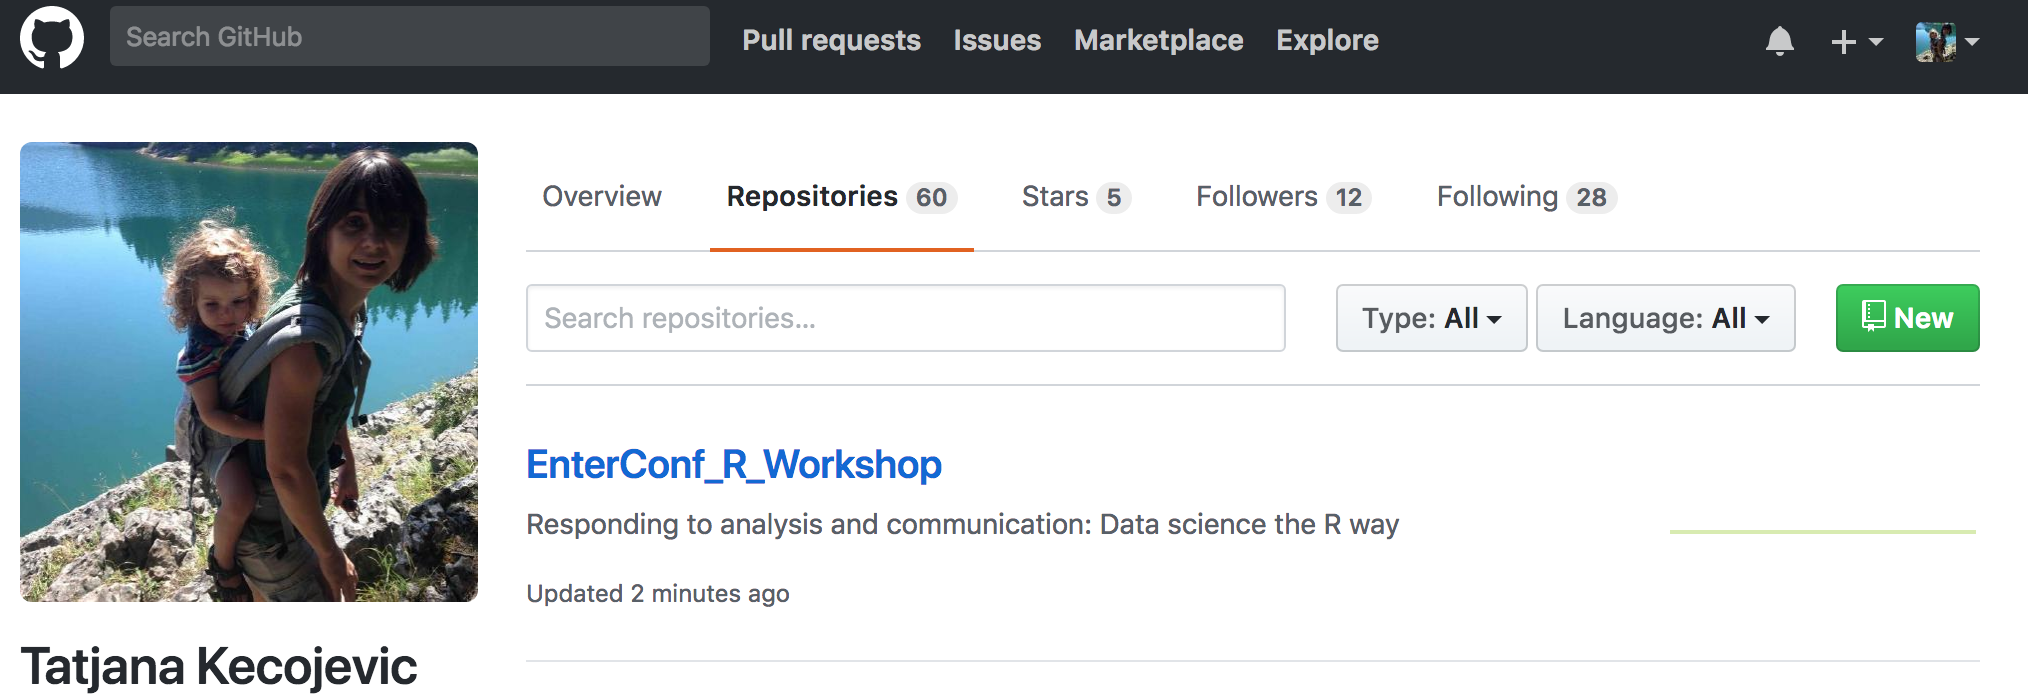 Search GitHub Pull requests Issues Marketplace Explore
Overview Repositories 60 Stars 5 Followers 12 Following 28
Search repositories... Type: All Language: All New
EnterConf_R_Workshop
Responding to analysis and communication: Data science the R way
Updated 2 minutes ago
Tatjana Kecojevic